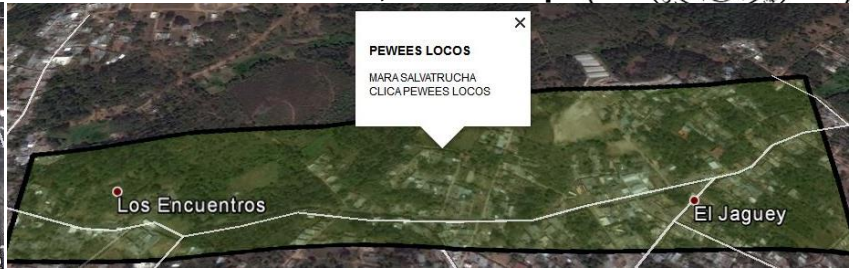 PEWEES LOCOS
MARA SALVATRUCHA
CLICA PEWEES LOCOS
Los Encuentros
El Jaguey